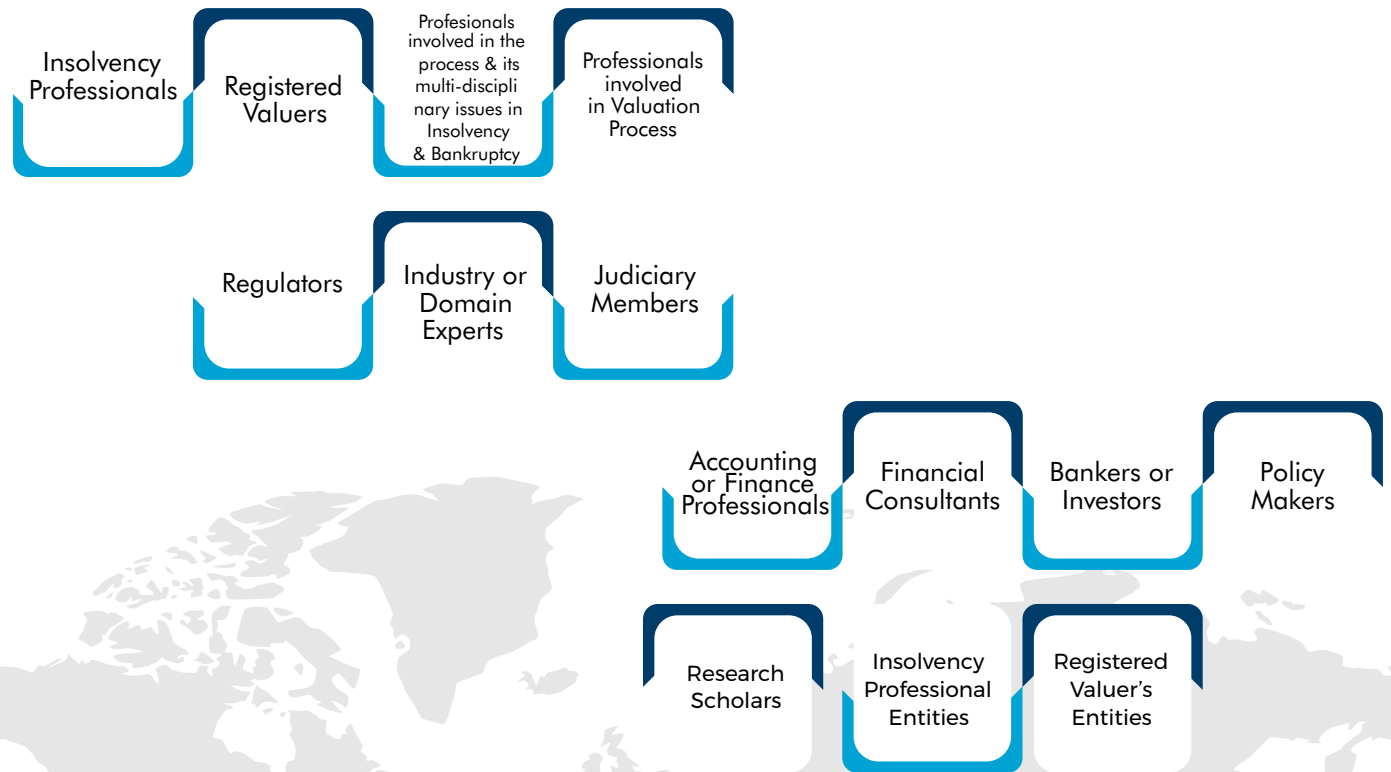 Insolvency
Professionals
Registered
Valuers
Profesionals
involved in the
process & its
multi-discipli
nary issues in
Insolvency
& Bankruptcy
Professionals
involved
in Valuation
Process
Regulators
Industry or
Domain
Experts
Judiciary
Members
Accounting
or Finance
Professionals
Financial
Consultants
Bankers or
Investors
Policy
Makers
Research
Scholars
Insolvency
Professional
Entities
Registered
Valuer’s
Entities